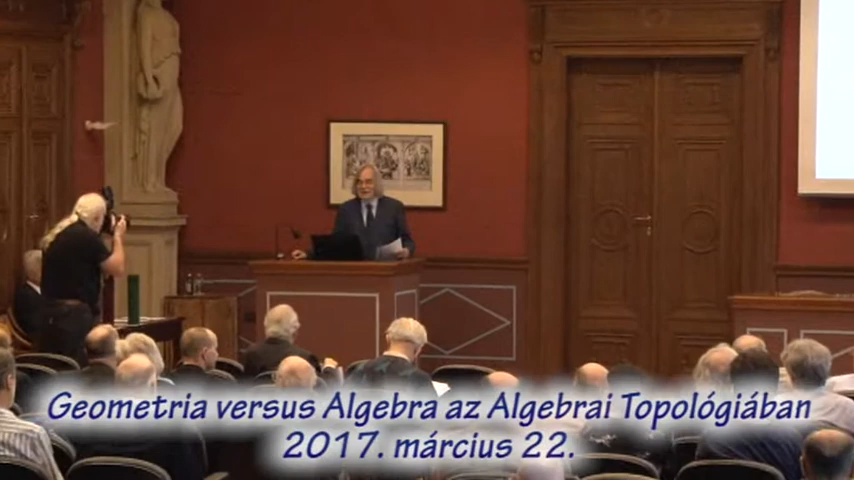 Geometria versus Algebra az Algebrai Topológiában
2017. március 22.